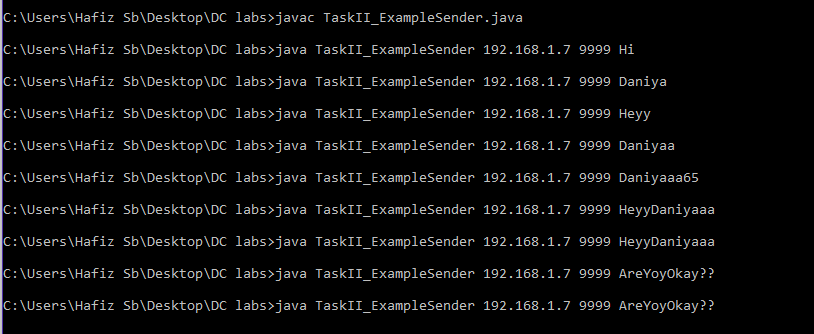 C:\Users\Hafiz Sb\Desktop\DC labs>javac TaskII_ExampleSender.java
C:\Users\Hafiz Sb\Desktop\DC labs>java TaskII_ExampleSender 192.168.1.7 9999 Hi
C:\Users\Hafiz Sb\Desktop\DC labs>java TaskII_ExampleSender 192.168.1.7 9999 Daniya
C:\Users\Hafiz Sb\Desktop\DC labs>java TaskII_ExampleSender 192.168.1.7 9999 Heyy
C:\Users\Hafiz Sb\Desktop\DC labs>java TaskII_ExampleSender 192.168.1.7 9999 Daniyaa
C:\Users\Hafiz Sb\Desktop\DC labs>java TaskII_ExampleSender 192.168.1.7 9999 Daniyaaa65
C:\Users\Hafiz Sb\Desktop\DC labs>java TaskII_ExampleSender 192.168.1.7 9999 HeyyDaniyaaa
C:\Users\Hafiz Sb\Desktop\DC labs>java TaskII_ExampleSender 192.168.1.7 9999 HeyyDaniyaaa
C:\Users\Hafiz Sb\Desktop\DC labs>java TaskII_ExampleSender 192.168.1.7 9999 AreYoyOkay??
C:\Users\Hafiz Sb\Desktop\DC labs>java TaskII_ExampleSender 192.168.1.7 9999 AreYoyOkay??